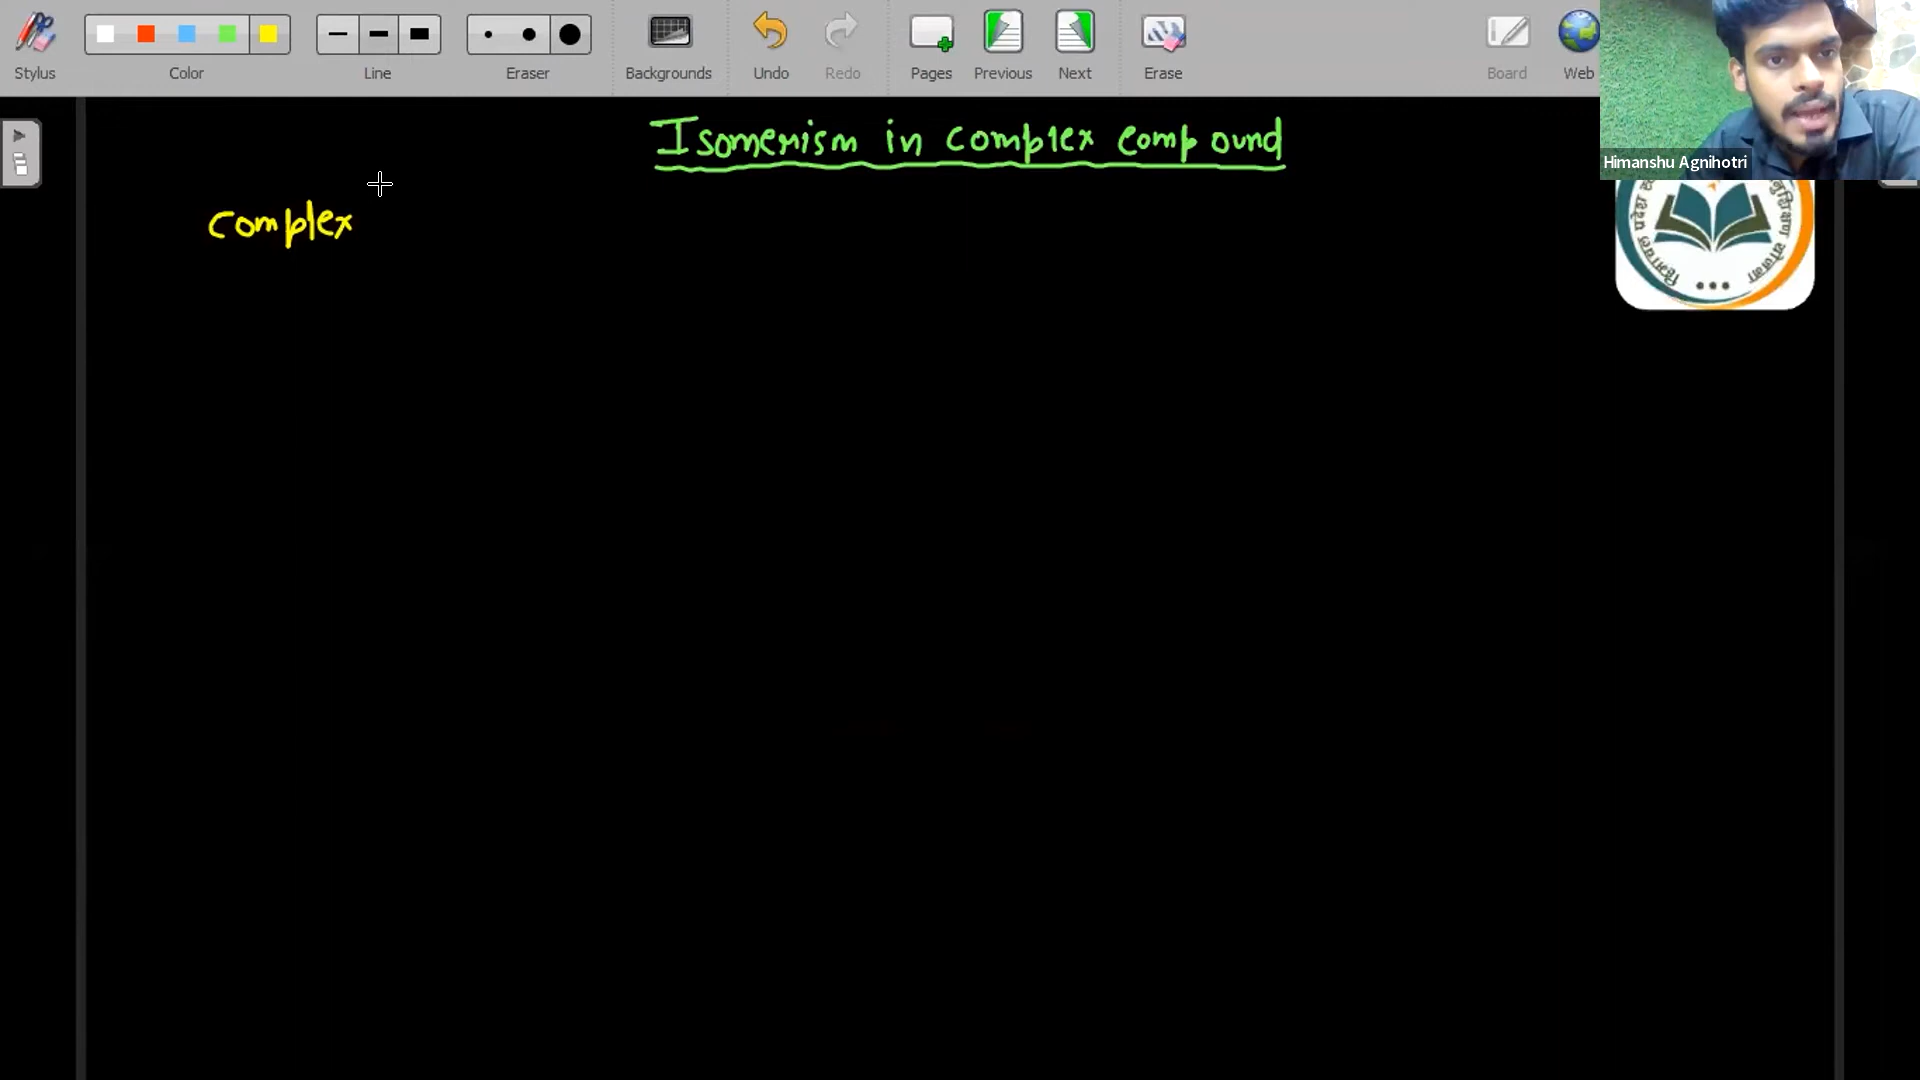 Stylus
Color
Line
Eraser
Backgrounds
Undo
Redo
Pages
Previous
Next
Erase
Board
Web
Himanshu Agnihotri
Isomerism in complex compound
complex